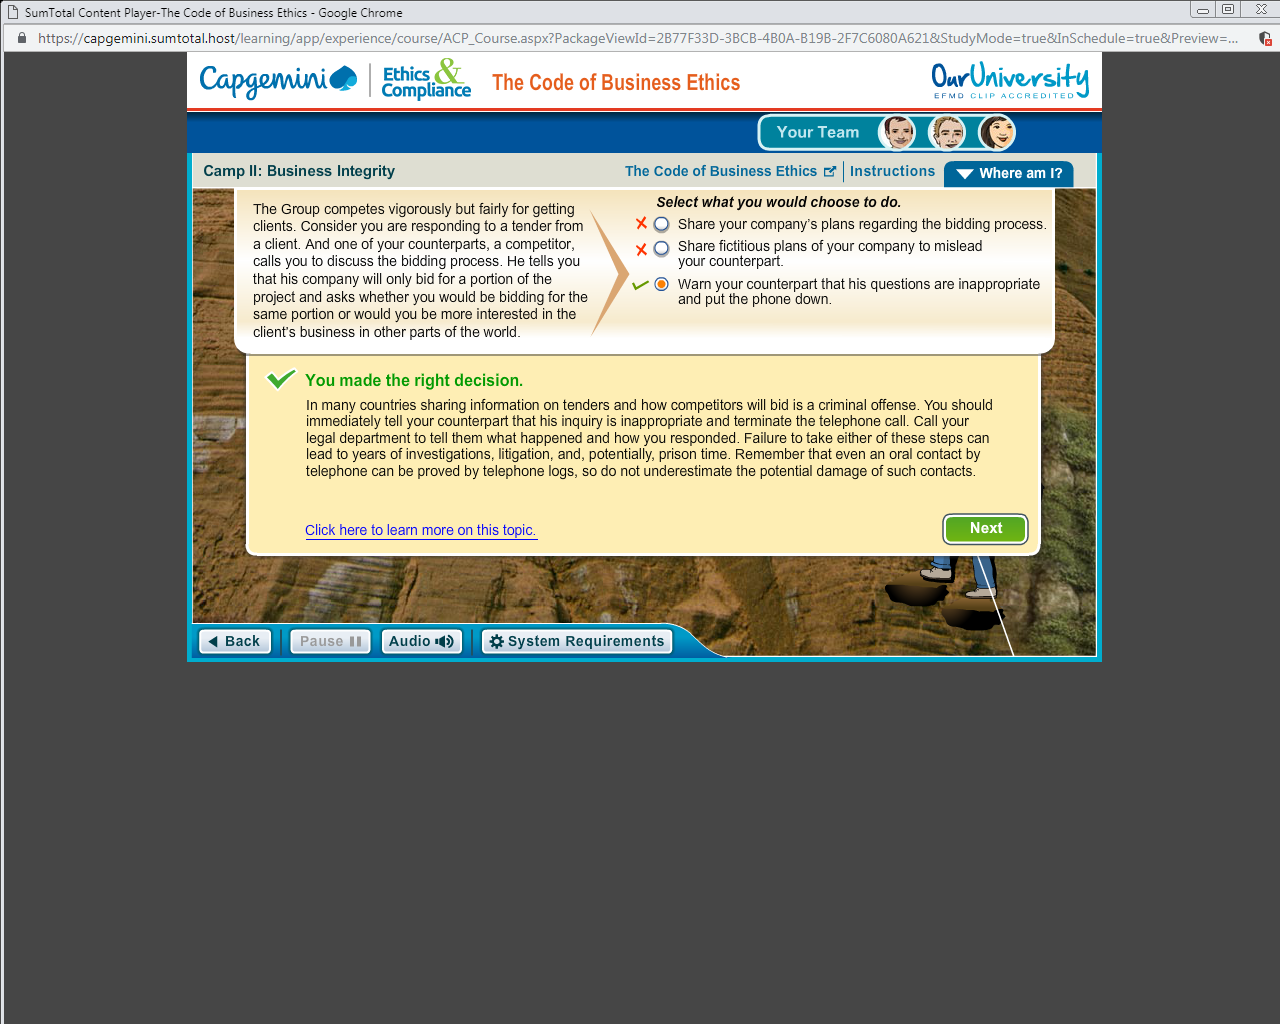 SumTotal Content Player-The Code of Business Ethics - Google Chrome
https://capgemini.sumtotal.host/learning/app/experience/course/ACP_Course.aspx?PackageViewId=2B77F33D-3BCB-4B0A-B19B-2F7C6080A621&StudyMode=true&InSchedule=true&Preview=...
Capgemini
Ethics &
Compliance
The Code of Business Ethics
OurUniversity
EFMD CLIP ACCREDITED
Your Team
Camp II: Business Integrity
The Code of Business Ethics
Instructions
Where am I?
The Group competes vigorously but fairly for getting
clients. Consider you are responding to a tender from
a client. And one of your counterparts, a competitor,
calls you to discuss the bidding process. He tells you
that his company will only bid for a portion of the
project and asks whether you would be bidding for the
same portion or would you be more interested in the
client's business in other parts of the world.
Select what you would choose to do.
Share your company's plans regarding the bidding process.
Share fictitious plans of your company to mislead
your counterpart.
Warn your counterpart that his questions are inappropriate
and put the phone down.
You made the right decision.
In many countries sharing information on tenders and how competitors will bid is a criminal offense. You should
immediately tell your counterpart that his inquiry is inappropriate and terminate the telephone call. Call your
legal department to tell them what happened and how you responded. Failure to take either of these steps can
lead to years of investigations, litigation, and, potentially, prison time. Remember that even an oral contact by
telephone can be proved by telephone logs, so do not underestimate the potential damage of such contacts.
Click here to learn more on this topic.
Next
Back
Pause
Audio
System Requirements